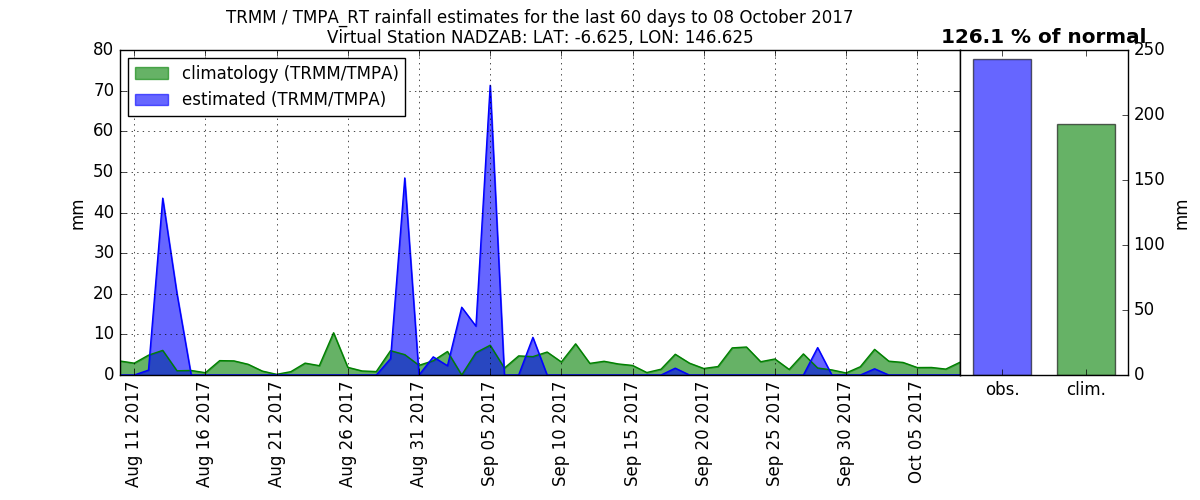 TRMM / TMPA_RT rainfall estimates for the last 60 days to 08 October 2017
Virtual Station NADZAB: LAT: -6.625, LON: 146.625
126.1 % of normal
climatology (TRMM/TMPA)
estimated (TRMM/TMPA)
mm
80
70
60
50
40
30
20
10
0
Aug 11 2017
Aug 16 2017
Aug 21 2017
Aug 26 2017
Aug 31 2017
Sep 05 2017
Sep 10 2017
Sep 15 2017
Sep 20 2017
Sep 25 2017
Sep 30 2017
Oct 05 2017
250
200
150
100
50
0
mm
obs.
clim.